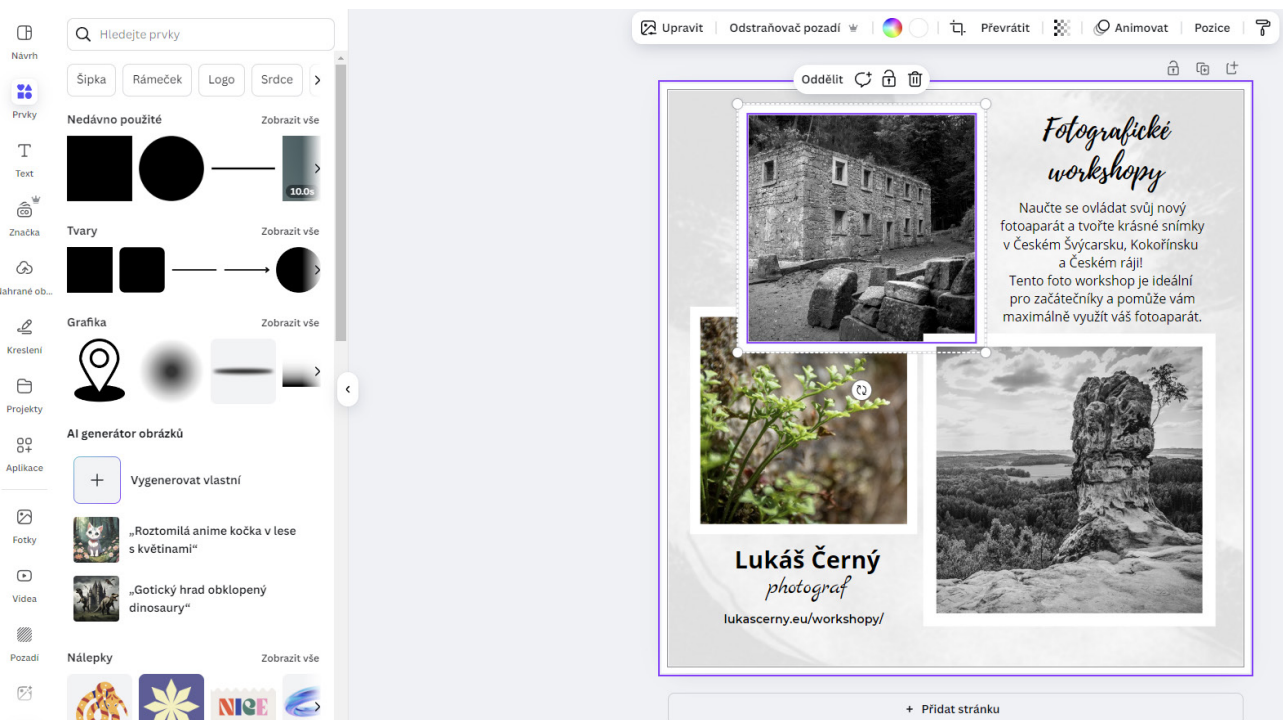 Návrh
Prvky
Text
Značka
Nahrané ob...
Kreslení
Projekty
Aplikace
Fotky
Videa
Pozadí
Hledejte prvky
Šipka
Rámeček
Logo
Srdce
Nedávno použité
Zobrazit vše
10.0s
Tvary
Zobrazit vše
Grafika
Zobrazit vše
AI generátor obrázků
Vygenerovat vlastní
„Roztomilá anime kočka v lese
s květinami“
„Gotický hrad obklopený
dinosaury“
Nálepky
Zobrazit vše
NICE
Upravit
Odstraňovač pozadí
Převrátit
Animovat
Pozice
Oddělit
Fotografické
workshopy
Naučte se ovládat svůj nový
fotoaparát a tvořte krásné snímky
v Českém Švýcarsku, Kokořínsku
a Českém ráji!
Tento foto workshop je ideální
pro začátečníky a pomůže vám
maximálně využít váš fotoaparát.
Lukáš Černý
photograf
lukascerny.eu/workshopy/
+ Přidat stránku